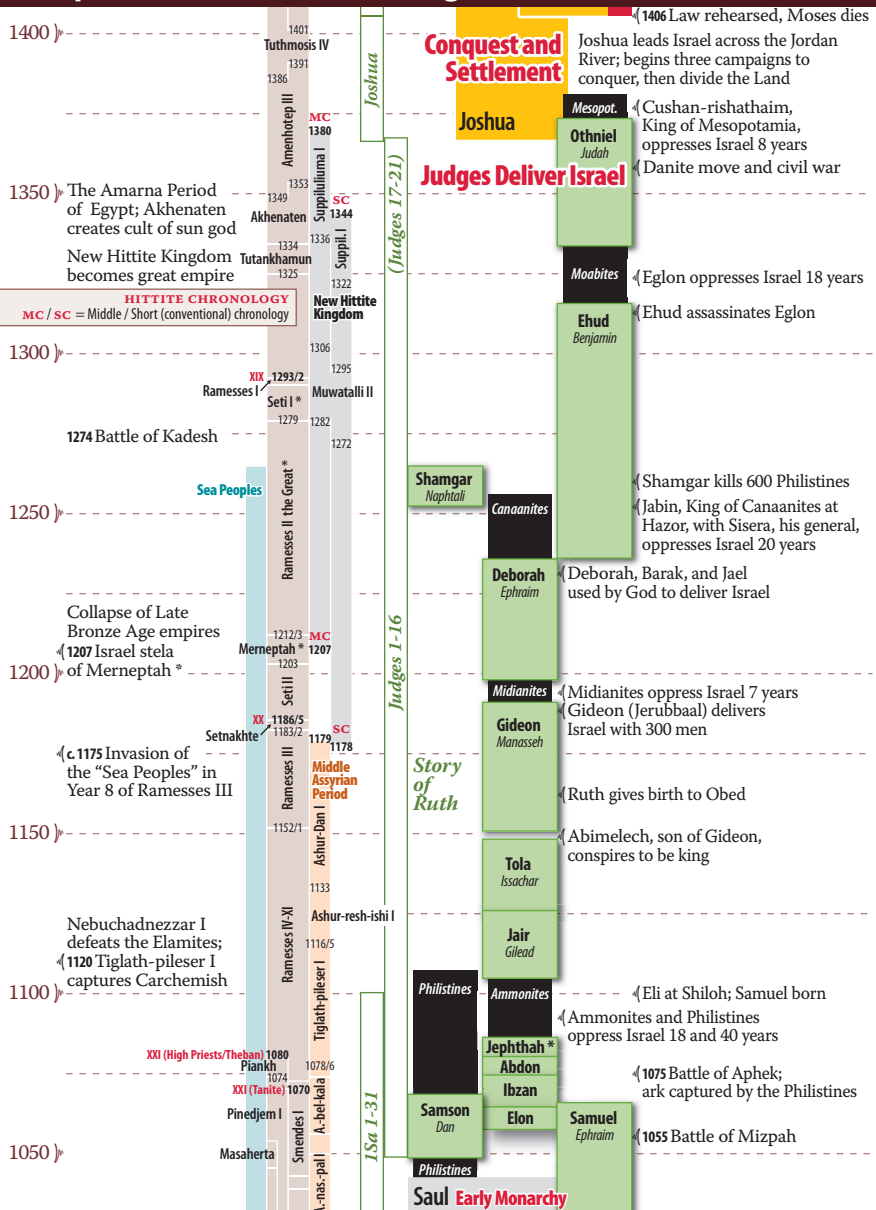 1400
1350
1300
1250
1200
1150
1100
1050
The Amarna Period
of Egypt; Akhenaten
creates cult of sun god
New Hittite Kingdom
becomes great empire
HITTITE CHRONOLOGY
MC / SC = Middle / Short (conventional) chronology
1274 Battle of Kadesh
Sea Peoples
Collapse of Late
Bronze Age empires
1207 Israel stela
of Merneptah *
c. 1175 Invasion of
the “Sea Peoples” in
Year 8 of Ramesses III
Nebuchadnezzar I
defeats the Elamites;
1120 Tiglath-pileser I
captures Carchemish
1401
Tuthmosis IV
1391
1386
Amenhotep III
1353
1349
Akhenaten
1334
Tutankhamun
1325
XIX 1293/2
Ramesses I
Seti I *
1279
Ramesses II the Great *
1212/3
Merneptah *
1203
Seti II
XX 1186/5
1183/2
Setnakhte
Ramesses III
1152/1
Ramesses IV-XI
XXI (High Priests/Theban) 1080
Piankh
1074
XXI (Tanite) 1070
Pinedjem I
Smendes I
Masaherta
MC
1380
Suppiluliuma I
SC
1344
1336
Suppil. I
1322
New Hittite
Kingdom
1306
1295
Muwatalli II
1282
1272
MC
1207
SC
1179
1178
Middle
Assyrian
Period
Ashur-Dan I
1133
Ashur-resh-ishi I
1116/5
Tiglath-pileser I
1078/6
A.-bel-kala
A.-nas.-pal I
Joshua
(Judges 17-21)
Judges 1-16
1Sa 1-31
Conquest and
Settlement
Joshua
Judges Deliver Israel
Mesopot.
Othniel
Judah
Moabites
Ehud
Benjamin
Shamgar
Naphtali
Canaanites
Deborah
Ephraim
Midianites
Gideon
Manasseh
Story
of
Ruth
Tola
Issachar
Jair
Gilead
Philistines
Ammonites
Jephthah *
Abdon
Ibzan
Elon
Samson
Dan
Samuel
Ephraim
Philistines
Saul Early Monarchy
1406 Law rehearsed, Moses dies
Joshua leads Israel across the Jordan
River; begins three campaigns to
conquer, then divide the Land
Cushan-rishathaim,
King of Mesopotamia,
oppresses Israel 8 years
Danite move and civil war
Eglon oppresses Israel 18 years
Ehud assassinates Eglon
Shamgar kills 600 Philistines
Jabin, King of Canaanites at
Hazor, with Sisera, his general,
oppresses Israel 20 years
Deborah, Barak, and Jael
used by God to deliver Israel
Midianites oppress Israel 7 years
Gideon (Jerubbaal) delivers
Israel with 300 men
Ruth gives birth to Obed
Abimelech, son of Gideon,
conspires to be king
Eli at Shiloh; Samuel born
Ammonites and Philistines
oppress Israel 18 and 40 years
1075 Battle of Aphek;
ark captured by the Philistines
1055 Battle of Mizpah